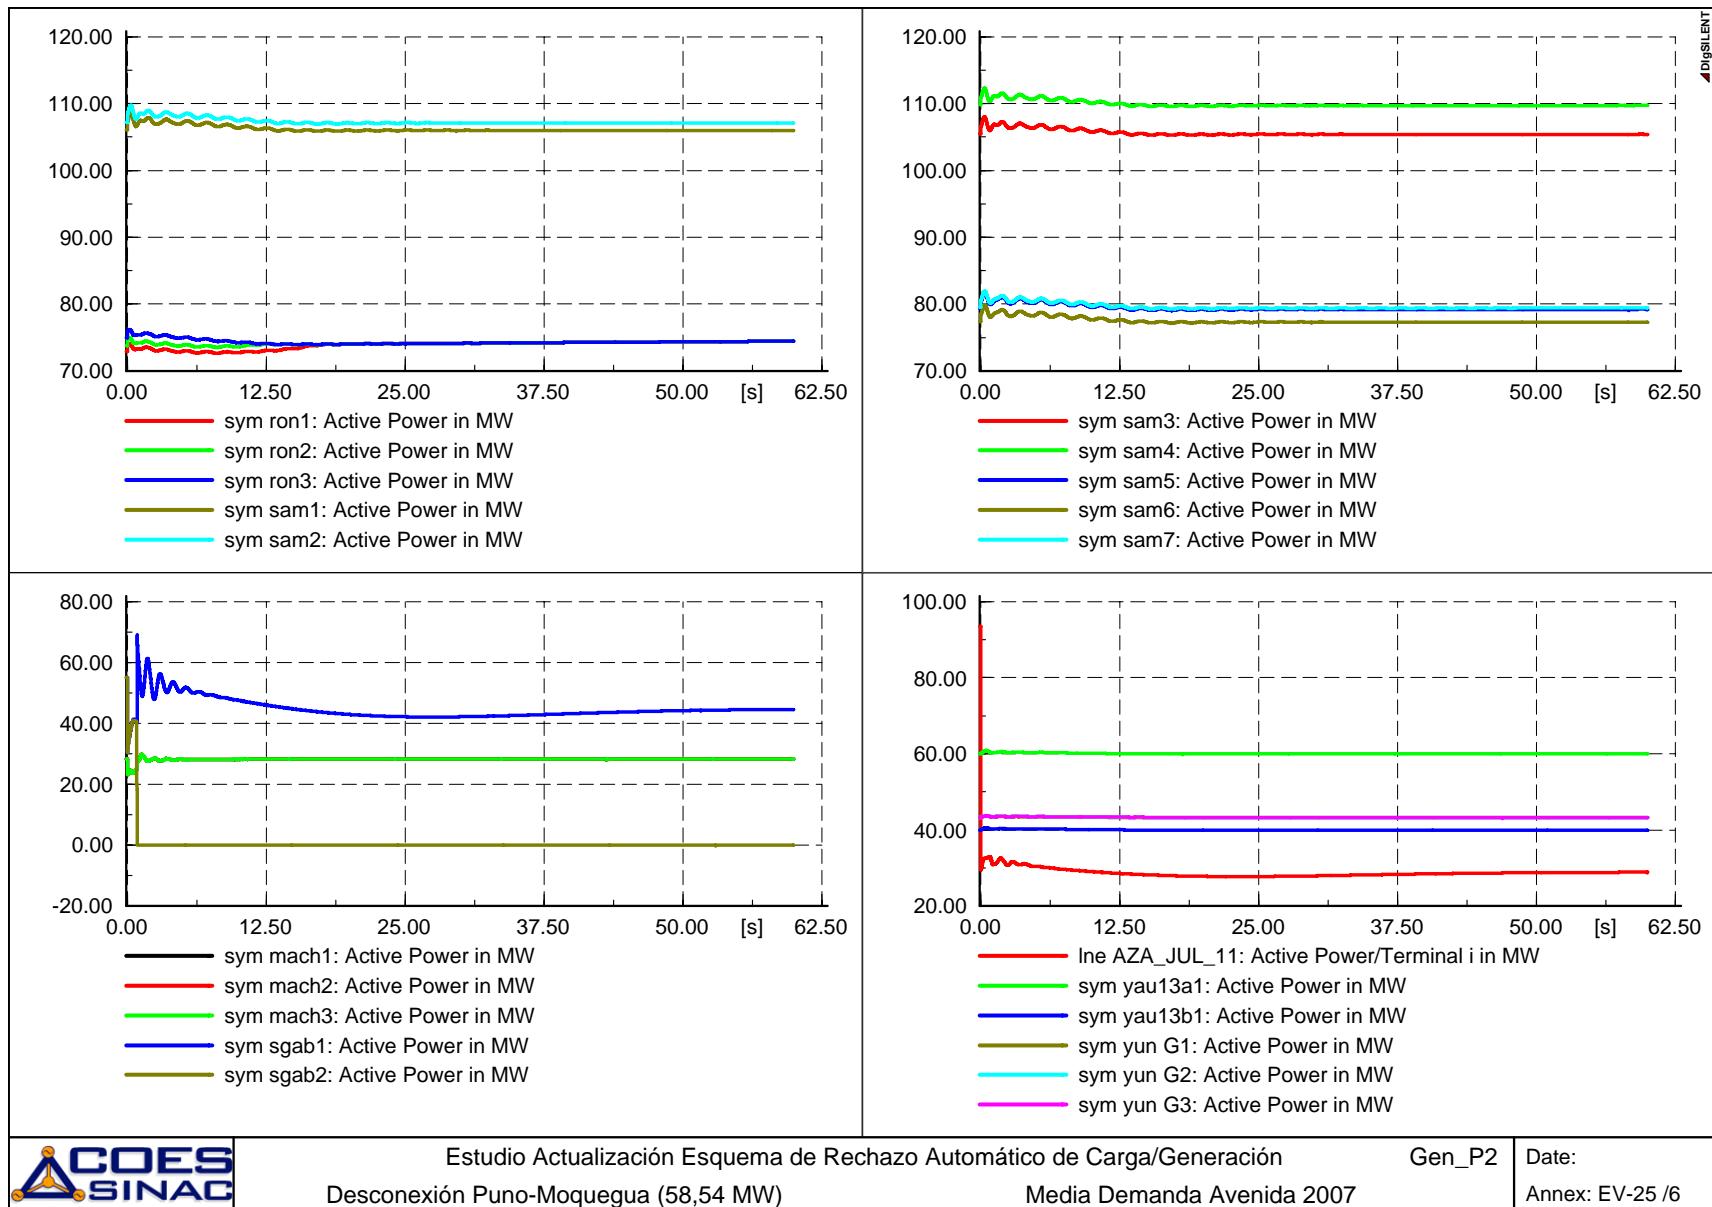 DIgSILENT
120.00
110.00
100.00
90.00
80.00
70.00
0.00 12.50 25.00 37.50 50.00 [s] 62.50
sym ron1: Active Power in MW
sym ron2: Active Power in MW
sym ron3: Active Power in MW
sym sam1: Active Power in MW
sym sam2: Active Power in MW
120.00
110.00
100.00
90.00
80.00
70.00
0.00 12.50 25.00 37.50 50.00 [s] 62.50
sym sam3: Active Power in MW
sym sam4: Active Power in MW
sym sam5: Active Power in MW
sym sam6: Active Power in MW
sym sam7: Active Power in MW
80.00
60.00
40.00
20.00
0.00
-20.00
0.00 12.50 25.00 37.50 50.00 [s] 62.50
sym mach1: Active Power in MW
sym mach2: Active Power in MW
sym mach3: Active Power in MW
sym sgab1: Active Power in MW
sym sgab2: Active Power in MW
100.00
80.00
60.00
40.00
20.00
0.00 12.50 25.00 37.50 50.00 [s] 62.50
lne AZA_JUL_11: Active Power/Terminal i in MW
sym yau13a1: Active Power in MW
sym yau13b1: Active Power in MW
sym yun G1: Active Power in MW
sym yun G2: Active Power in MW
sym yun G3: Active Power in MW
COES
SINAC
Estudio Actualización Esquema de Rechazo Automático de Carga/Generación Gen_P2
Desconexión Puno-Moquegua (58,54 MW) Media Demanda Avenida 2007
Date:
Annex: EV-25 /6